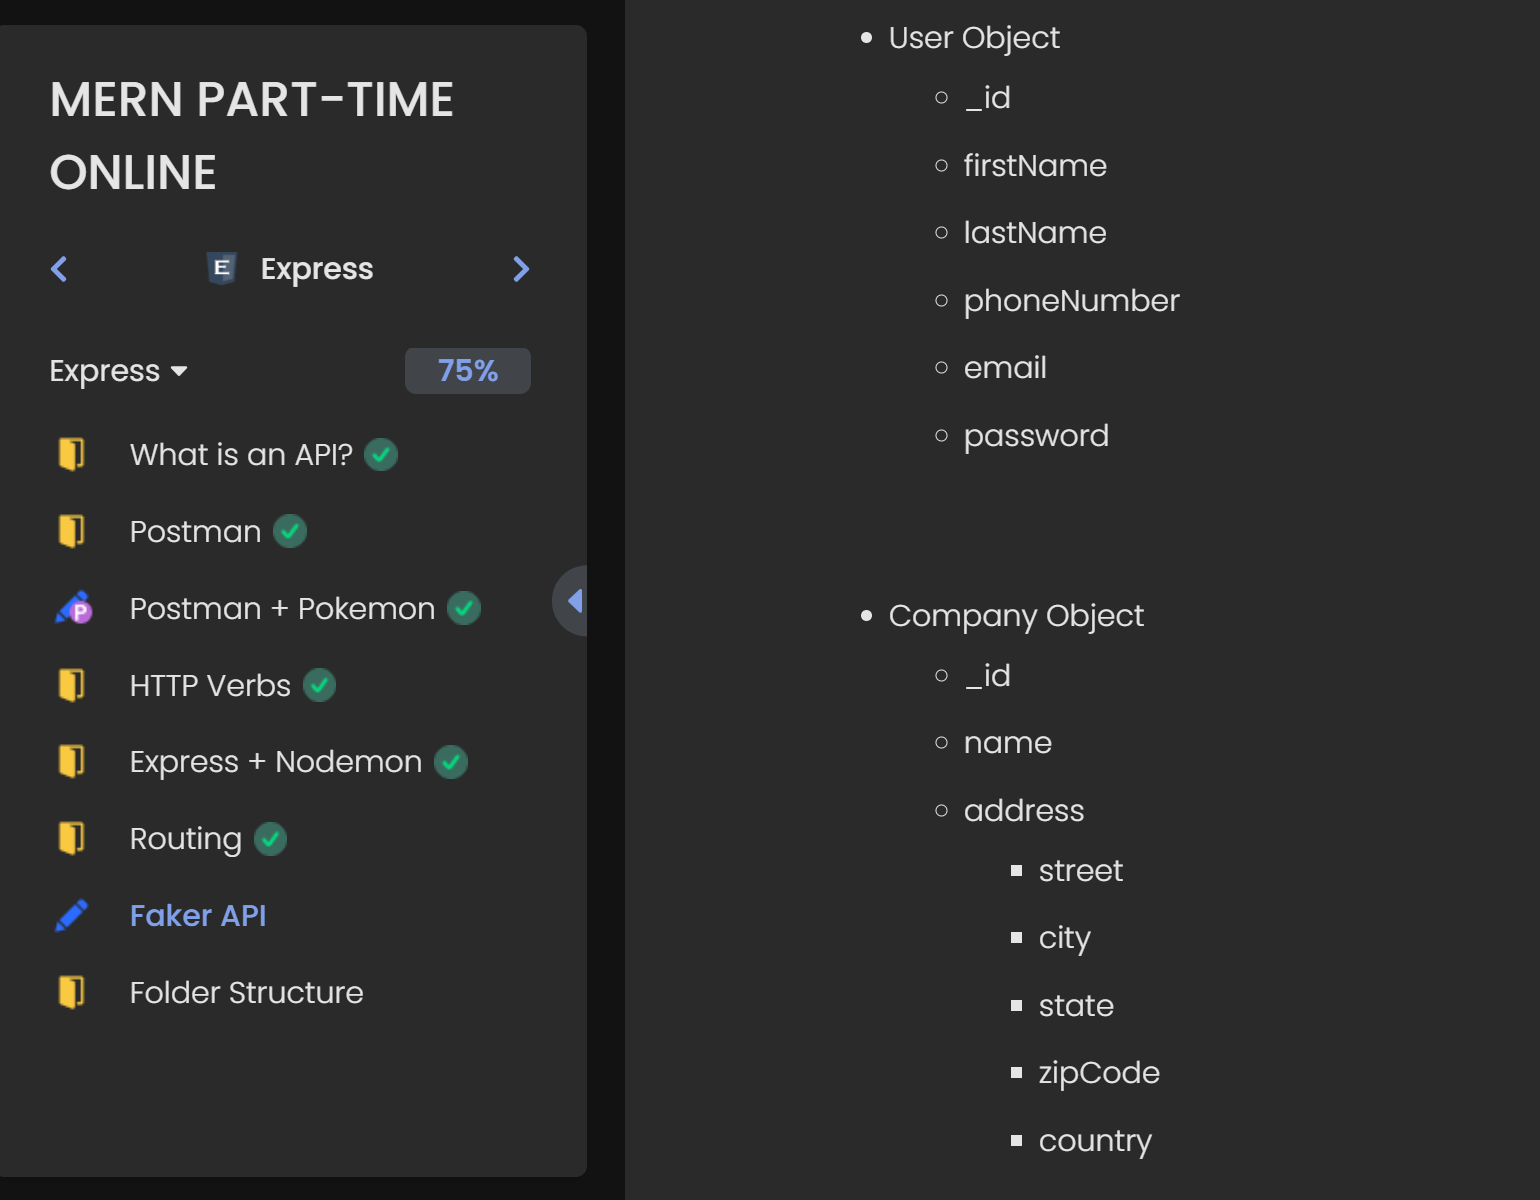 MERN PART-TIME
ONLINE
E Express
Express
75%
What is an API?
Postman
P Postman + Pokemon
HTTP Verbs
Express + Nodemon
Routing
Faker API
Folder Structure
User Object
_id
firstName
lastName
phoneNumber
email
password
Company Object
_id
name
address
street
city
state
zipCode
country